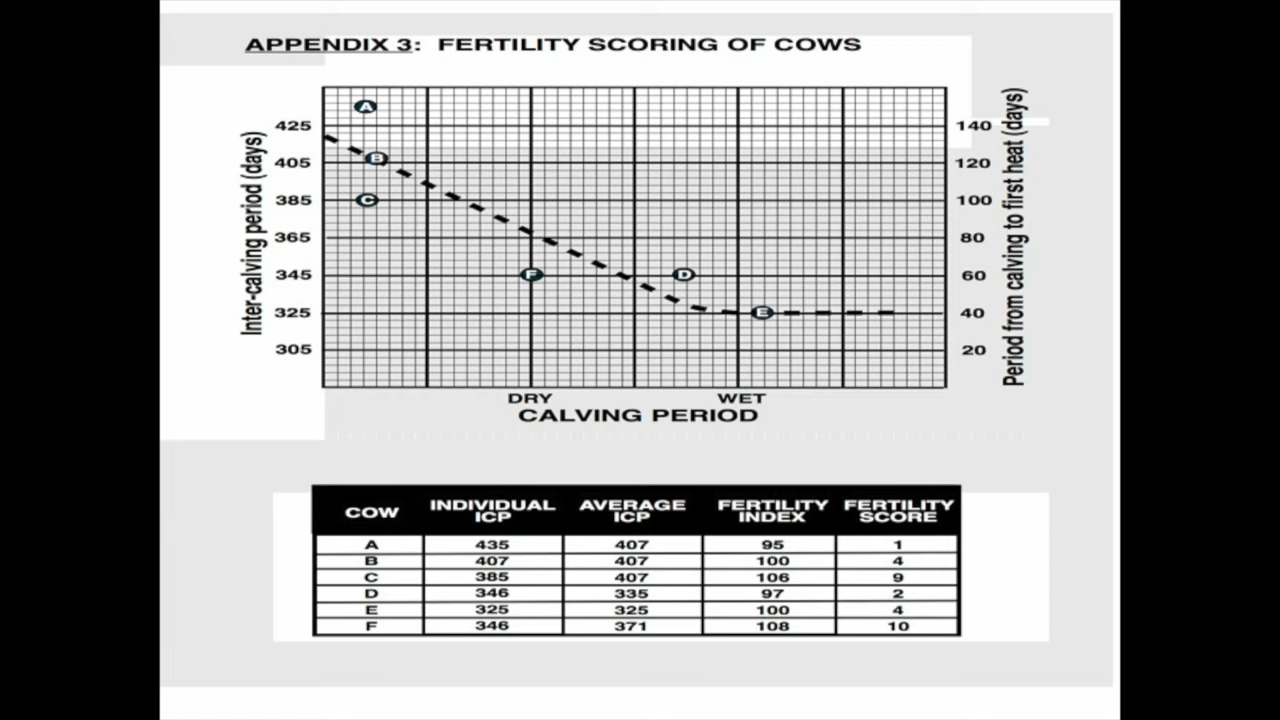 APPENDIX 3: FERTILITY SCORING OF COWS
Inter-calving period (days)
425
405
385
365
345
325
305
A
B
C
F
D
E
140
120
100
80
60
40
20
Period from calving to first heat (days)
DRY WET
CALVING PERIOD
COW INDIVIDUAL ICP AVERAGE ICP FERTILITY INDEX FERTILITY SCORE
A 435 407 95 1
B 407 407 100 4
C 385 407 106 9
D 346 335 97 2
E 325 325 100 4
F 346 371 108 10